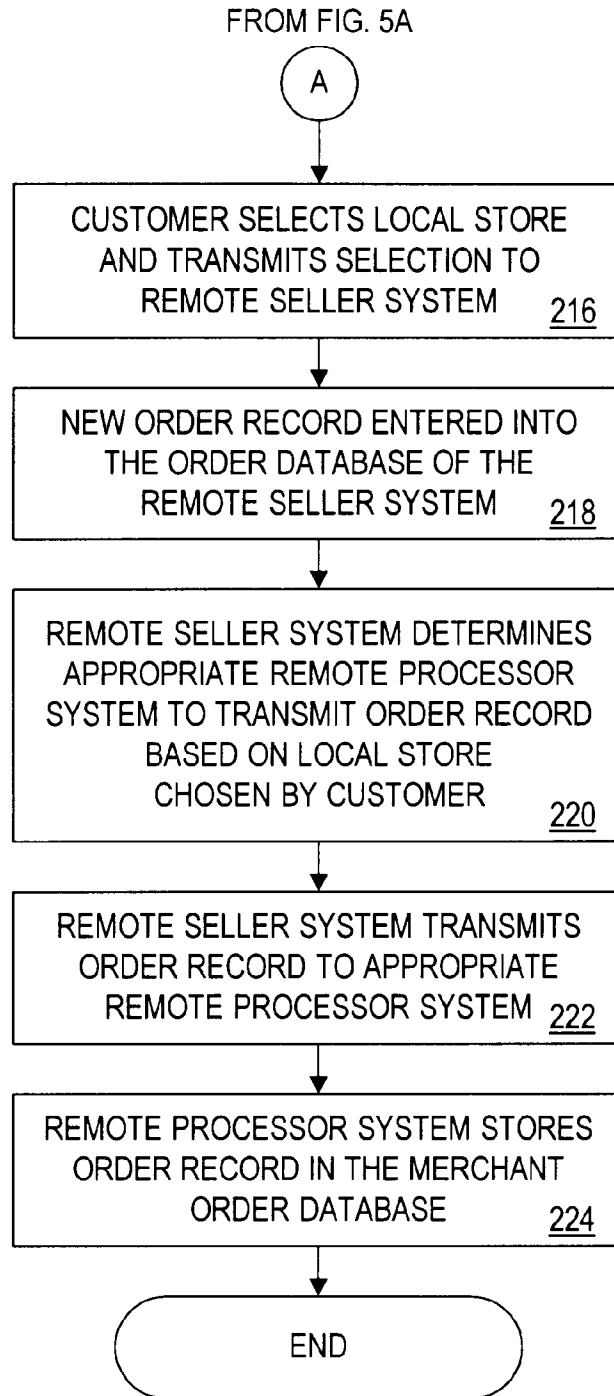 FROM FIG. 5A
A
CUSTOMER SELECTS LOCAL STORE
AND TRANSMITS SELECTION TO
REMOTE SELLER SYSTEM
216
NEW ORDER RECORD ENTERED INTO
THE ORDER DATABASE OF THE
REMOTE SELLER SYSTEM
218
REMOTE SELLER SYSTEM DETERMINES
APPROPRIATE REMOTE PROCESSOR
SYSTEM TO TRANSMIT ORDER RECORD
BASED ON LOCAL STORE
CHOSEN BY CUSTOMER
220
REMOTE SELLER SYSTEM TRANSMITS
ORDER RECORD TO APPROPRIATE
REMOTE PROCESSOR SYSTEM
222
REMOTE PROCESSOR SYSTEM STORES
ORDER RECORD IN THE MERCHANT
ORDER DATABASE
224
END